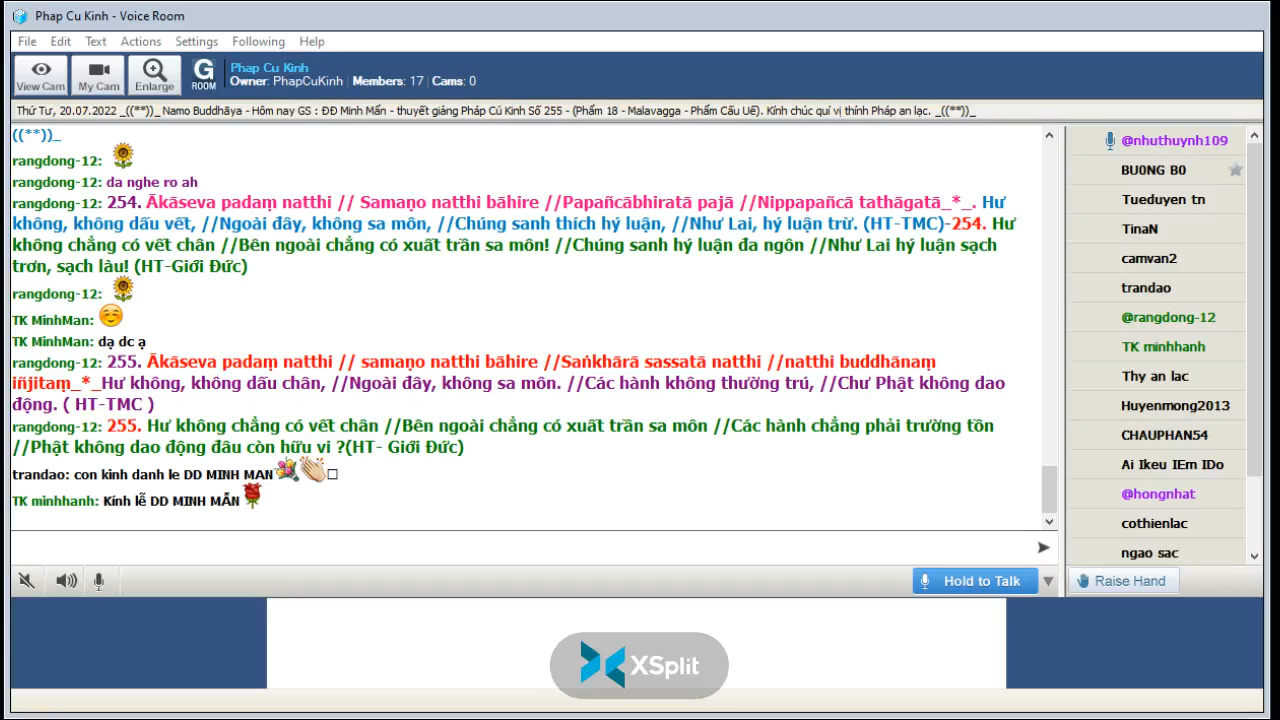 Phap Cu Kinh - Voice Room
File Edit Text Actions Settings Following Help
View Cam My Cam Enlarge G ROOM
Phap Cu Kinh
Owner: PhapCuKinh | Members: 17 | Cams: 0
Thứ Tư, 20.07.2022 _((**))_ Namo Buddhāya - Hôm nay GS : ĐĐ Minh Mẫn - thuyết giảng Pháp Cú Kinh Số 255 - (Phẩm 18 - Malavagga - Phẩm Cấu Uế). Kính chúc quí vị thính Pháp an lạc. _((**))_
((**))_
rangdong-12:
rangdong-12: da nghe ro ah
rangdong-12: 254. Ākāseva padaṃ natthi // Samaṇo natthi bāhire //Papañcābhiratā pajā //Nippapañcā tathāgatā_*_. Hư
không, không dấu vết, //Ngoài đây, không sa môn, //Chúng sanh thích hý luận, //Như Lai, hý luận trừ. (HT-TMC)-254. Hư
không chẳng có vết chân //Bên ngoài chẳng có xuất trần sa môn! //Chúng sanh hý luận đa ngôn //Như Lai hý luận sạch
trơn, sạch làu! (HT-Giới Đức)
rangdong-12:
TK MinhMan:
TK MinhMan: dạ dc ạ
rangdong-12: 255. Ākāseva padaṃ natthi // samaṇo natthi bāhire //Saṅkhārā sassatā natthi //natthi buddhānaṃ
iñjitaṃ_*_Hư không, không dấu chân, //Ngoài đây, không sa môn. //Các hành không thường trú, //Chư Phật không dao
động. ( HT-TMC )
rangdong-12: 255. Hư không chẳng có vết chân //Bên ngoài chẳng có xuất trần sa môn //Các hành chẳng phải trường tồn
//Phật không dao động đâu còn hữu vi ?(HT- Giới Đức)
trandao: con kinh danh le DD MINH MAN
TK minhhanh: Kính lễ DD MINH MẪN
@nhuthuynh109
BU0NG B0
Tueduyen tn
TinaN
camvan2
trandao
@rangdong-12
TK minhhanh
Thy an lac
Huyenmong2013
CHAUPHAN54
Ai Ikeu IEm IDo
@hongnhat
cothienlac
ngao sac
Hold to Talk
Raise Hand
XSplit